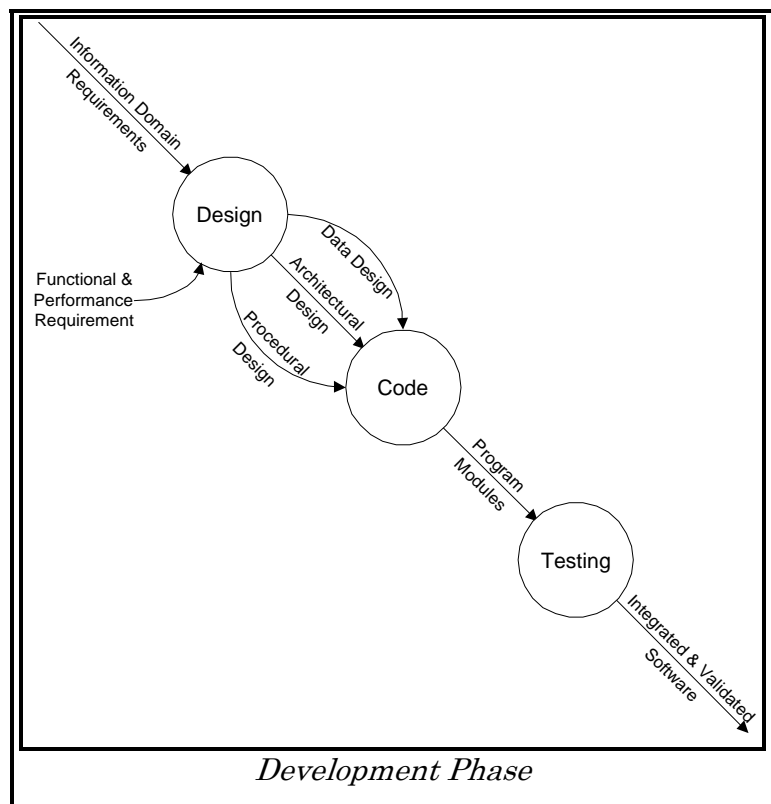 Information Domain
Requirements
Design
Functional &
Performance
Requirement
Data Design
Architectural
Design
Procedural
Design
Code
Program
Modules
Testing
Integrated & Validated
Software
Development Phase